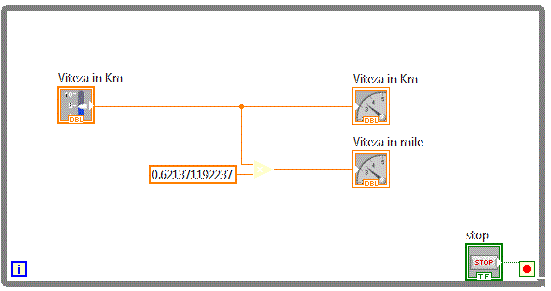 Viteza in Km
Viteza in Km
DBL
DBL
Viteza in mile
0.621371192237
DBL
stop
STOP
TF
i